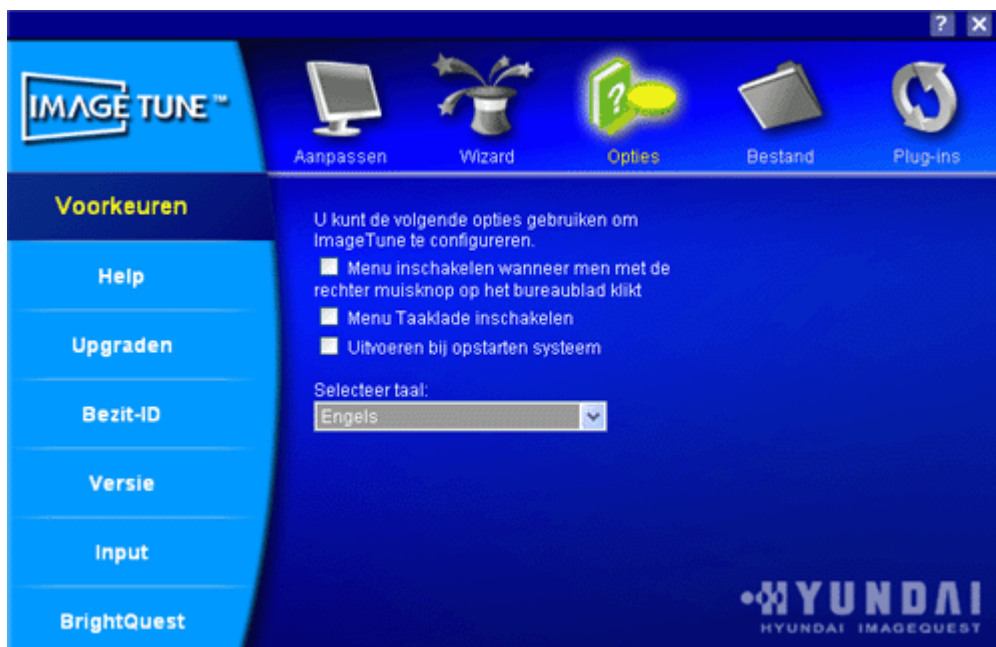 ? X
IMAGE TUNE™
Aanpassen Wizard Opties Bestand Plug-ins
Voorkeuren
Help
Upgraden
Bezit-ID
Versie
Input
BrightQuest
U kunt de volgende opties gebruiken om
ImageTune te configureren.
Menu inschakelen wanneer men met de
rechter muisknop op het bureaublad klikt
Menu Taaklade inschakelen
Uitvoeren bij opstarten systeem
Selecteer taal:
Engels
HYUNDAI
HYUNDAI IMAGEQUEST